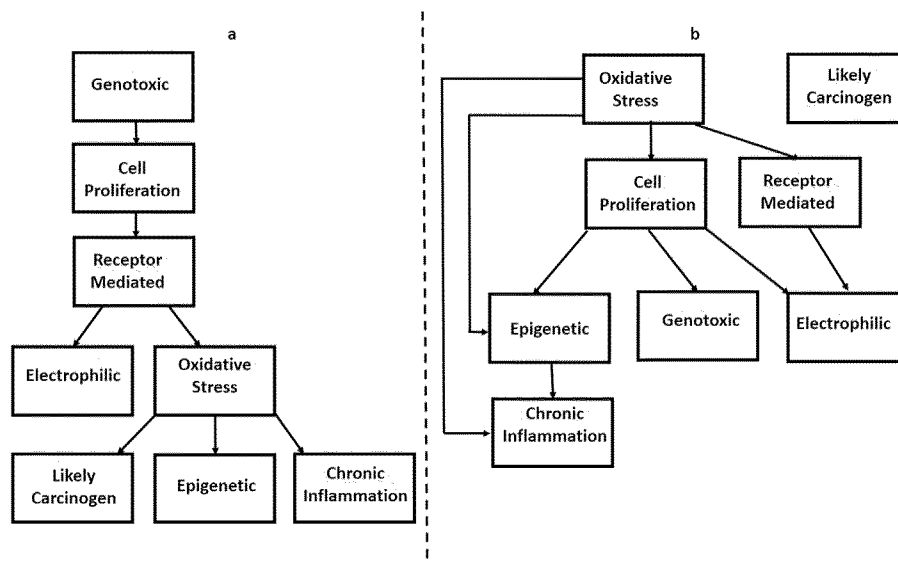 a
Genotoxic
Cell
Proliferation
Receptor
Mediated
Electrophilic
Oxidative
Stress
Likely
Carcinogen
Epigenetic
Chronic
Inflammation
b
Oxidative
Stress
Likely
Carcinogen
Cell
Proliferation
Receptor
Mediated
Epigenetic
Genotoxic
Electrophilic
Chronic
Inflammation